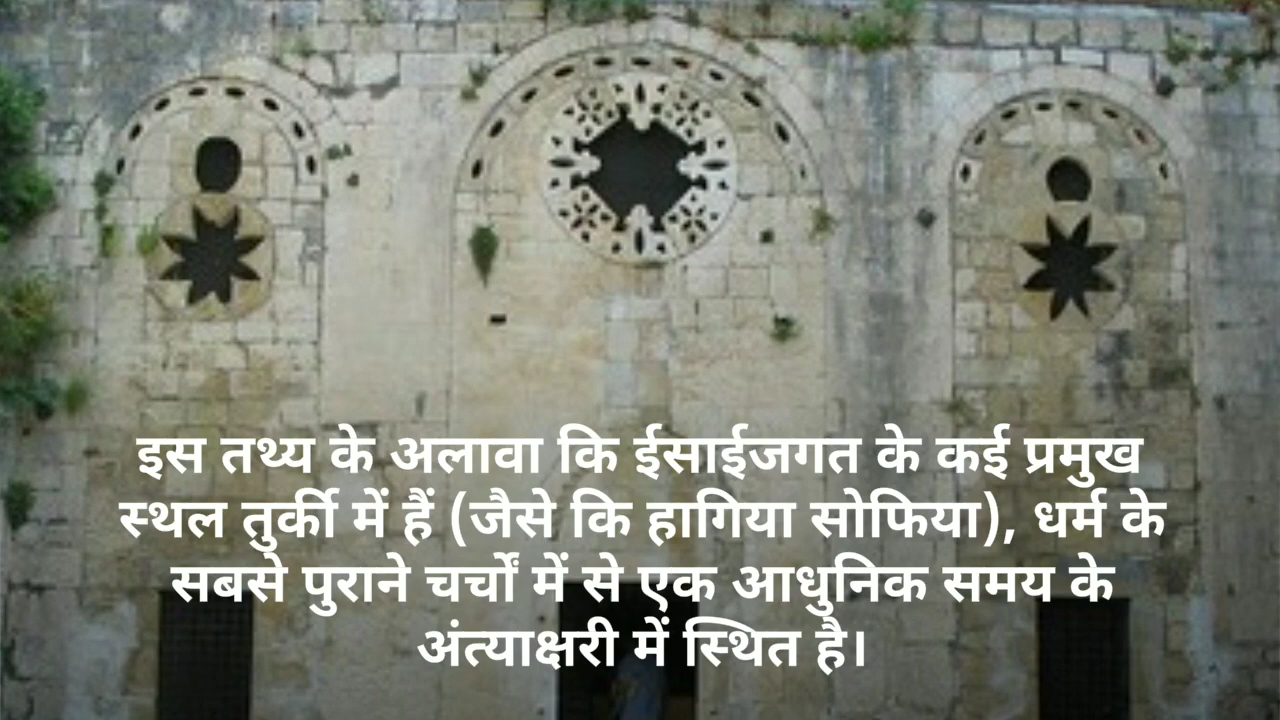 इस तथ्य के अलावा कि ईसाईजगत के कई प्रमुख
स्थल तुर्की में हैं (जैसे कि हागिया सोफिया), धर्म के
सबसे पुराने चर्चों में से एक आधुनिक समय के
अंत्याक्षरी में स्थित है।